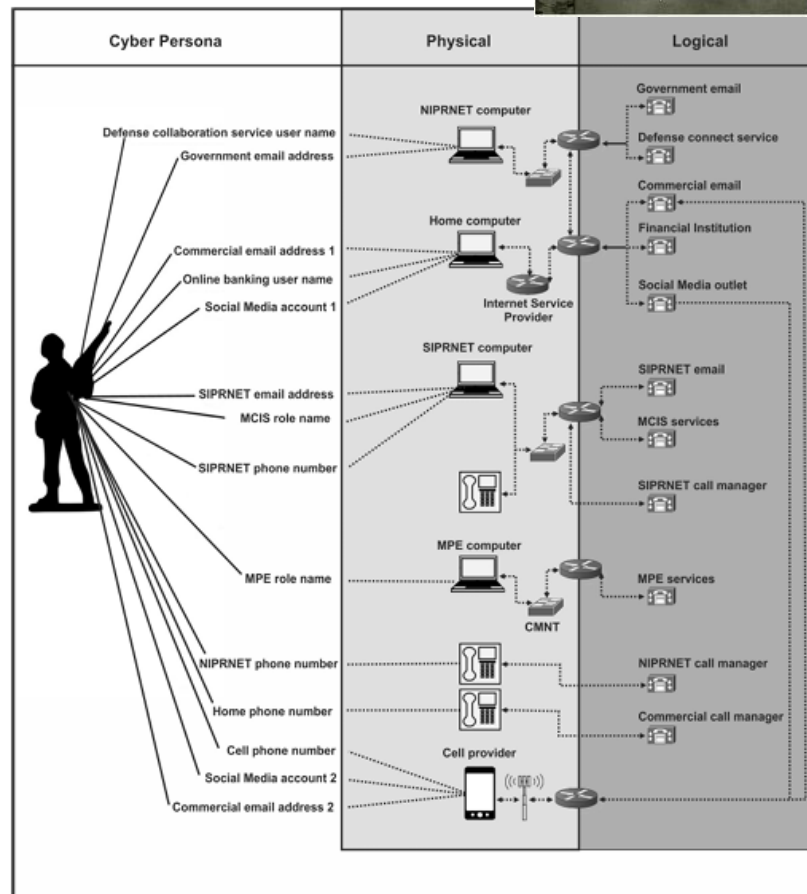 Cyber Persona
Physical
Logical
Defense collaboration service user name
Government email address
Commercial email address 1
Online banking user name
Social Media account 1
SIPRNET email address
MCIS role name
SIPRNET phone number
MPE role name
NIPRNET phone number
Home phone number
Cell phone number
Social Media account 2
Commercial email address 2
NIPRNET computer
Home computer
Internet Service
Provider
SIPRNET computer
MPE computer
CMNT
Cell provider
Government email
Defense connect service
Commercial email
Financial Institution
Social Media outlet
SIPRNET email
MCIS services
SIPRNET call manager
MPE services
NIPRNET call manager
Commercial call manager